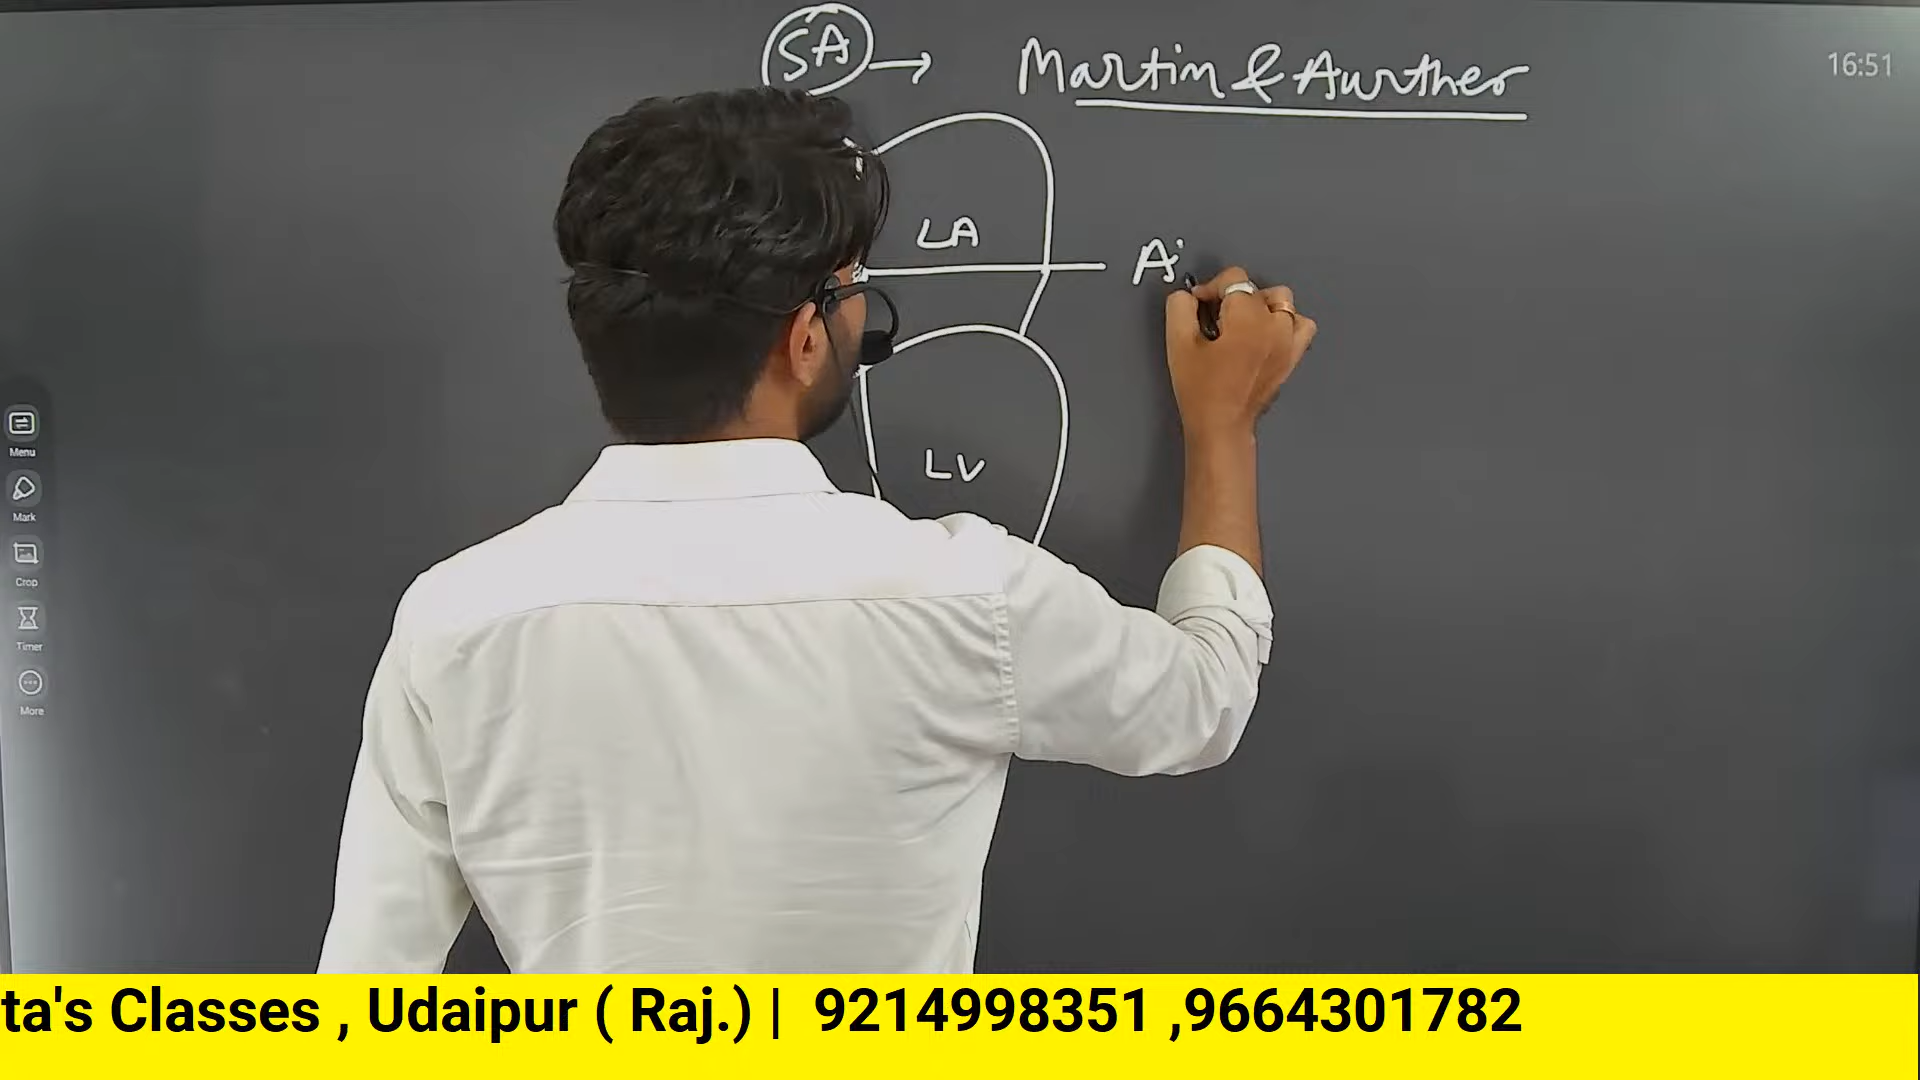 SA → Martin & Aurther
16:51
LA
A
LV
Menu
Mark
Crop
Timer
More
ta's Classes , Udaipur ( Raj.) | 9214998351 ,9664301782